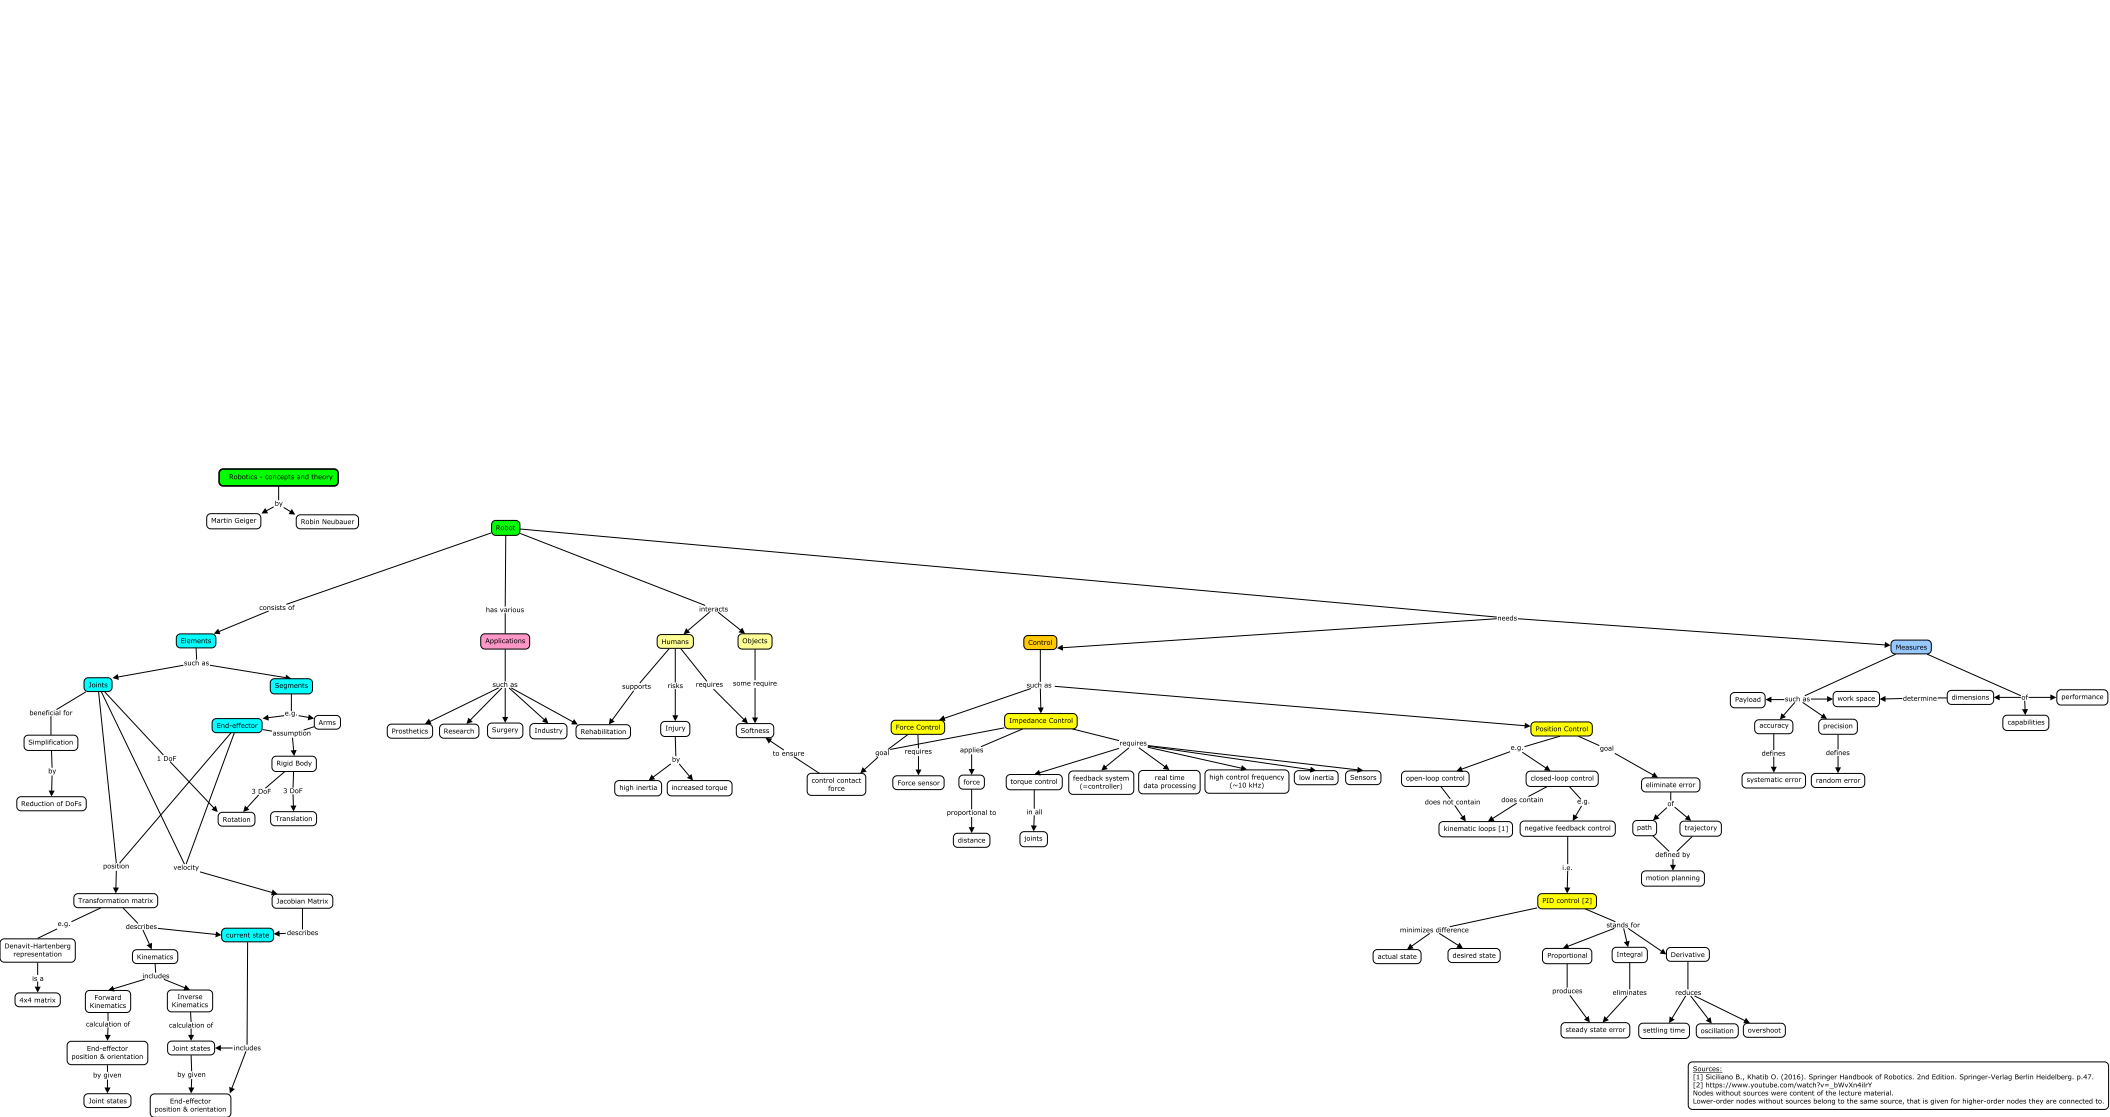 Robotics - concepts and theory
by
Martin Geiger
Robin Neubauer
Robot
consists of
has various
interacts
needs
Elements
Applications
Humans
Objects
Control
Measures
such as
Joints
Segments
beneficial for
Simplification
by
Reduction of DoFs
1 DoF
e.g.
End-effector
Arms
assumption
Rigid Body
3 DoF
3 DoF
Rotation
Translation
position
velocity
Transformation matrix
Jacobian Matrix
e.g.
describes
current state
describes
Denavit-Hartenberg
representation
is a
4x4 matrix
Kinematics
includes
Forward
Kinematics
Inverse
Kinematics
calculation of
calculation of
End-effector
position & orientation
Joint states
includes
by given
by given
Joint states
End-effector
position & orientation
such as
Prosthetics
Research
Surgery
Industry
Rehabilitation
supports
risks
requires
some require
Injury
Softness
by
high inertia
increased torque
to ensure
control contact
force
such as
Force Control
Impedance Control
Position Control
goal
requires
Force sensor
applies
force
proportional to
distance
requires
torque control
feedback system
(=controller)
real time
data processing
high control frequency
(~10 kHz)
low inertia
Sensors
in all
joints
e.g.
goal
open-loop control
closed-loop control
does not contain
does contain
e.g.
kinematic loops [1]
negative feedback control
i.e.
eliminate error
of
path
trajectory
defined by
motion planning
PID control [2]
minimizes difference
actual state
desired state
stands for
Proportional
Integral
Derivative
produces
eliminates
reduces
steady state error
settling time
oscillation
overshoot
such as
Payload
work space
determine
dimensions
of
performance
capabilities
accuracy
precision
defines
defines
systematic error
random error
Sources:
[1] Siciliano B., Khatib O. (2016). Springer Handbook of Robotics. 2nd Edition. Springer-Verlag Berlin Heidelberg. p.47.
[2] https://www.youtube.com/watch?v=_bWvXn4ilrY
Nodes without sources were content of the lecture material.
Lower-order nodes without sources belong to the same source, that is given for higher-order nodes they are connected to.